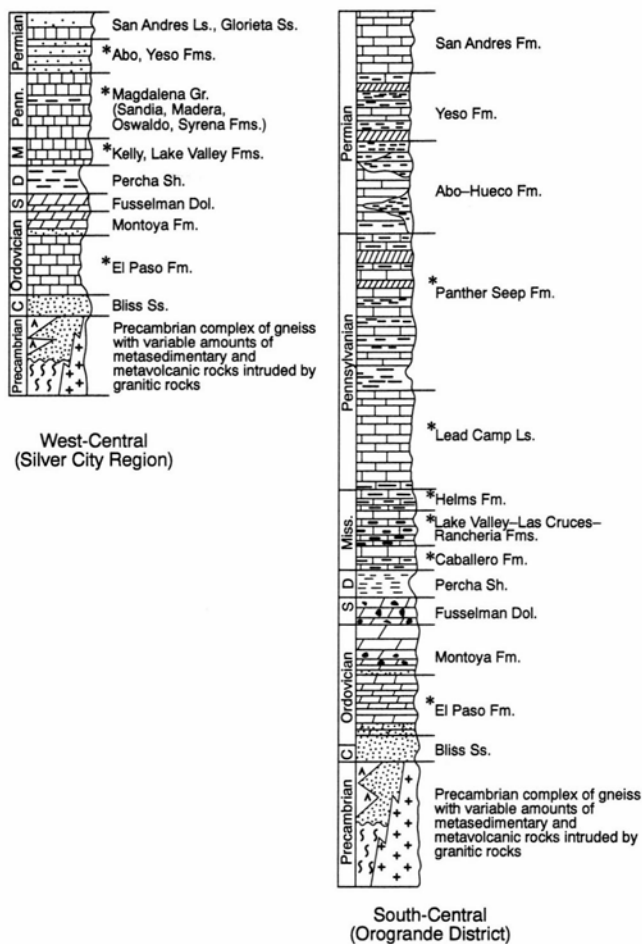 Permian
San Andres Ls., Glorieta Ss.
*Abo, Yeso Fms.
Penn.
*Magdalena Gr.
(Sandia, Madera,
Oswaldo, Syrena Fms.)
M
*Kelly, Lake Valley Fms.
D
Percha Sh.
S
Fusselman Dol.
Ordovician
Montoya Fm.
*El Paso Fm.
C
Bliss Ss.
Precambrian
Precambrian complex of gneiss
with variable amounts of
metasedimentary and
metavolcanic rocks intruded by
granitic rocks
West-Central
(Silver City Region)
Permian
San Andres Fm.
Yeso Fm.
Abo–Hueco Fm.
Pennsylvanian
*Panther Seep Fm.
*Lead Camp Ls.
Miss.
*Helms Fm.
*Lake Valley–Las Cruces–
Rancheria Fms.
*Caballero Fm.
D
Percha Sh.
S
Fusselman Dol.
Ordovician
Montoya Fm.
*El Paso Fm.
C
Bliss Ss.
Precambrian
Precambrian complex of gneiss
with variable amounts of
metasedimentary and
metavolcanic rocks intruded by
granitic rocks
South-Central
(Orogrande District)